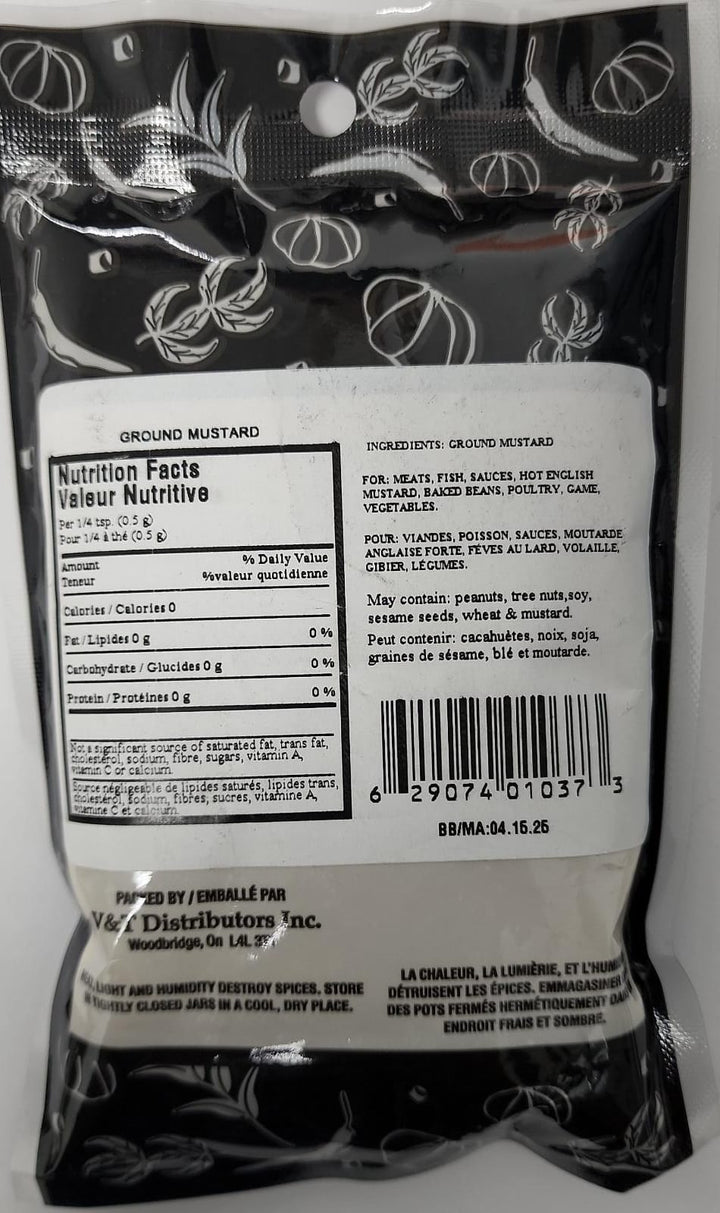 GROUND MUSTARD
Nutrition Facts
Valeur Nutritive
Per 1/4 tsp. (0.5 g)
Pour 1/4 à thé (0.5 g)
Amount % Daily Value
Teneur %valeur quotidienne
Calories / Calories 0
Fat / Lipides 0 g 0 %
Carbohydrate / Glucides 0 g 0 %
Protein / Protéines 0 g 0 %
Not a significant source of saturated fat, trans fat,
cholesterol, sodium, fibre, sugars, vitamin A,
vitamin C or calcium.
Source négligeable de lipides saturés, lipides trans,
cholestérol, sodium, fibres, sucres, vitamine A,
vitamine C et calcium.
INGREDIENTS: GROUND MUSTARD
FOR: MEATS, FISH, SAUCES, HOT ENGLISH
MUSTARD, BAKED BEANS, POULTRY, GAME,
VEGETABLES.
POUR: VIANDES, POISSON, SAUCES, MOUTARDE
ANGLAISE FORTE, FÉVES AU LARD, VOLAILLE,
GIBIER, LÉGUMES.
May contain: peanuts, tree nuts,soy,
sesame seeds, wheat & mustard.
Peut contenir: cacahuètes, noix, soja,
graines de sésame, blé et moutarde.
6 29074 01037 3
BB/MA:04.15.25
PACKED BY / EMBALLÉ PAR
V&T Distributors Inc.
Woodbridge, On L4L
LIGHT AND HUMIDITY DESTROY SPICES. STORE
TIGHTLY CLOSED JARS IN A COOL, DRY PLACE.
LA CHALEUR, LA LUMIÈRIE, ET L'HUM
DÉTRUISENT LES ÉPICES. EMMAGASINER
DES POTS FERMÉS HERMÉTIQUEMENT DA
ENDROIT FRAIS ET SOMBRE.